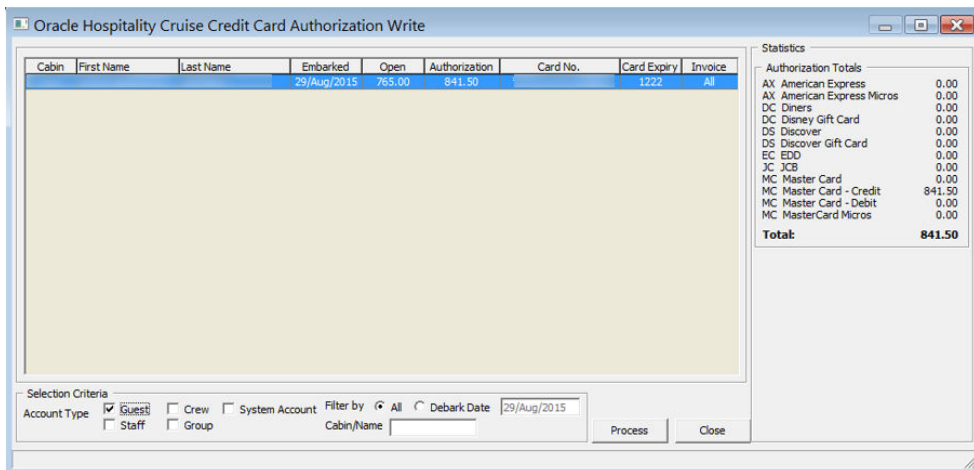 Oracle Hospitality Cruise Credit Card Authorization Write
Cabin First Name Last Name Embarked Open Authorization Card No. Card Expiry Invoice
29/Aug/2015 765.00 841.50 1222 All
Statistics
Authorization Totals
AX American Express 0.00
AX American Express Micros 0.00
DC Diners 0.00
DC Disney Gift Card 0.00
DS Discover 0.00
DS Discover Gift Card 0.00
EC EDD 0.00
JC JCB 0.00
MC Master Card 0.00
MC Master Card - Credit 841.50
MC Master Card - Debit 0.00
MC MasterCard Micros 0.00
Total: 841.50
Selection Criteria
Account Type Guest Crew System Account Filter by All Debark Date 29/Aug/2015
Staff Group Cabin/Name
Process Close